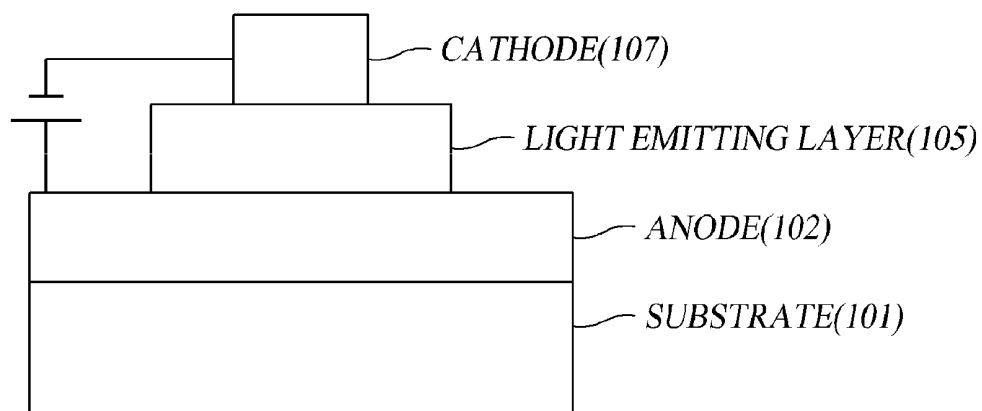 CATHODE(107)
LIGHT EMITTING LAYER(105)
ANODE(102)
SUBSTRATE(101)